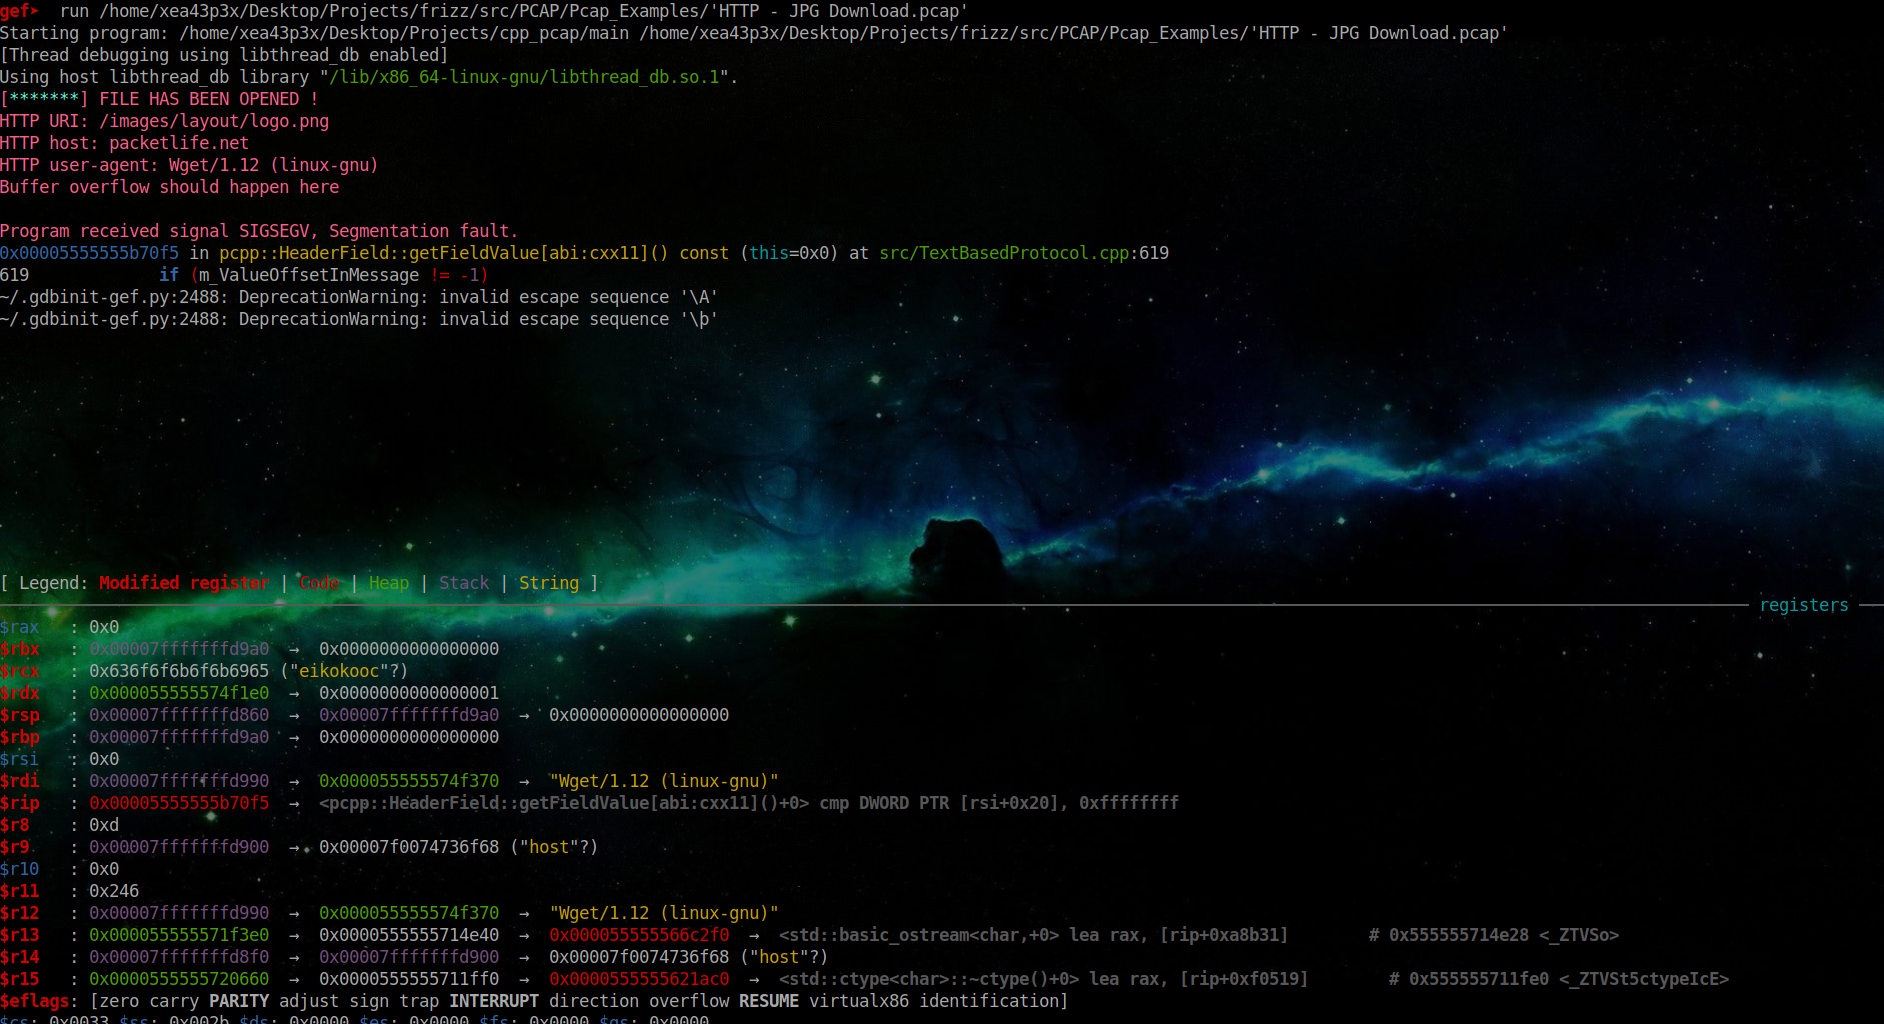 gef➤  run /home/xea43p3x/Desktop/Projects/frizz/src/PCAP/Pcap_Examples/'HTTP - JPG Download.pcap'
Starting program: /home/xea43p3x/Desktop/Projects/cpp_pcap/main /home/xea43p3x/Desktop/Projects/frizz/src/PCAP/Pcap_Examples/'HTTP - JPG Download.pcap'
[Thread debugging using libthread_db enabled]
Using host libthread_db library "/lib/x86_64-linux-gnu/libthread_db.so.1".
[*******] FILE HAS BEEN OPENED !
HTTP URI: /images/layout/logo.png
HTTP host: packetlife.net
HTTP user-agent: Wget/1.12 (linux-gnu)
Buffer overflow should happen here
Program received signal SIGSEGV, Segmentation fault.
0x00005555555b70f5 in pcpp::HeaderField::getFieldValue[abi:cxx11]() const (this=0x0) at src/TextBasedProtocol.cpp:619
619             if (m_ValueOffsetInMessage != -1)
~/.gdbinit-gef.py:2488: DeprecationWarning: invalid escape sequence '\A'
~/.gdbinit-gef.py:2488: DeprecationWarning: invalid escape sequence '\þ'
[ Legend: Modified register | Code | Heap | Stack | String ]
registers
$rax   : 0x0
$rbx   : 0x00007fffffffd9a0  →  0x0000000000000000
$rcx   : 0x636f6f6b6f6b6965 ("eikokooc"?)
$rdx   : 0x000055555574f1e0  →  0x0000000000000001
$rsp   : 0x00007fffffffd860  →  0x00007fffffffd9a0  →  0x0000000000000000
$rbp   : 0x00007fffffffd9a0  →  0x0000000000000000
$rsi   : 0x0
$rdi   : 0x00007fffffffd990  →  0x000055555574f370  →  "Wget/1.12 (linux-gnu)"
$rip   : 0x00005555555b70f5  →  <pcpp::HeaderField::getFieldValue[abi:cxx11]()+0> cmp DWORD PTR [rsi+0x20], 0xffffffff
$r8    : 0xd
$r9    : 0x00007fffffffd900  →  0x00007f0074736f68 ("host"?)
$r10   : 0x0
$r11   : 0x246
$r12   : 0x00007fffffffd990  →  0x000055555574f370  →  "Wget/1.12 (linux-gnu)"
$r13   : 0x000055555571f3e0  →  0x0000555555714e40  →  0x000055555566c2f0  →  <std::basic_ostream<char,+0> lea rax, [rip+0xa8b31]        # 0x555555714e28 <_ZTVSo>
$r14   : 0x00007fffffffd8f0  →  0x00007fffffffd900  →  0x00007f0074736f68 ("host"?)
$r15   : 0x0000555555720660  →  0x0000555555711ff0  →  0x0000555555621ac0  →  <std::ctype<char>::~ctype()+0> lea rax, [rip+0xf0519]        # 0x555555711fe0 <_ZTVSt5ctypeIcE>
$eflags: [zero carry PARITY adjust sign trap INTERRUPT direction overflow RESUME virtualx86 identification]
$cs: 0x0033 $ss: 0x002b $ds: 0x0000 $es: 0x0000 $fs: 0x0000 $gs: 0x0000